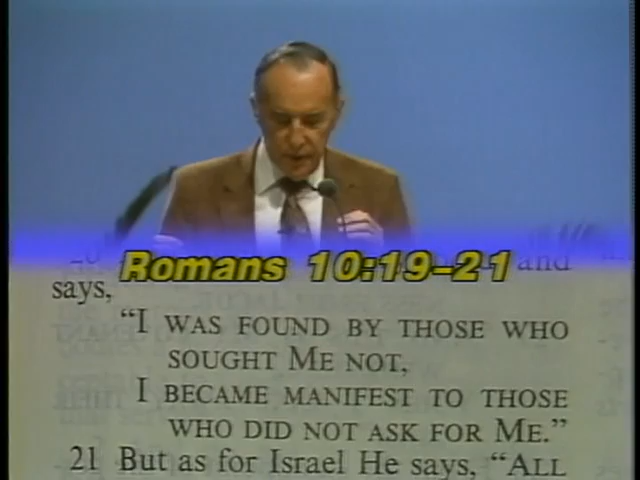 Romans 10:19-21
20 and
says,
"I WAS FOUND BY THOSE WHO
SOUGHT ME NOT,
I BECAME MANIFEST TO THOSE
WHO DID NOT ASK FOR ME."
21 But as for Israel He says, "ALL